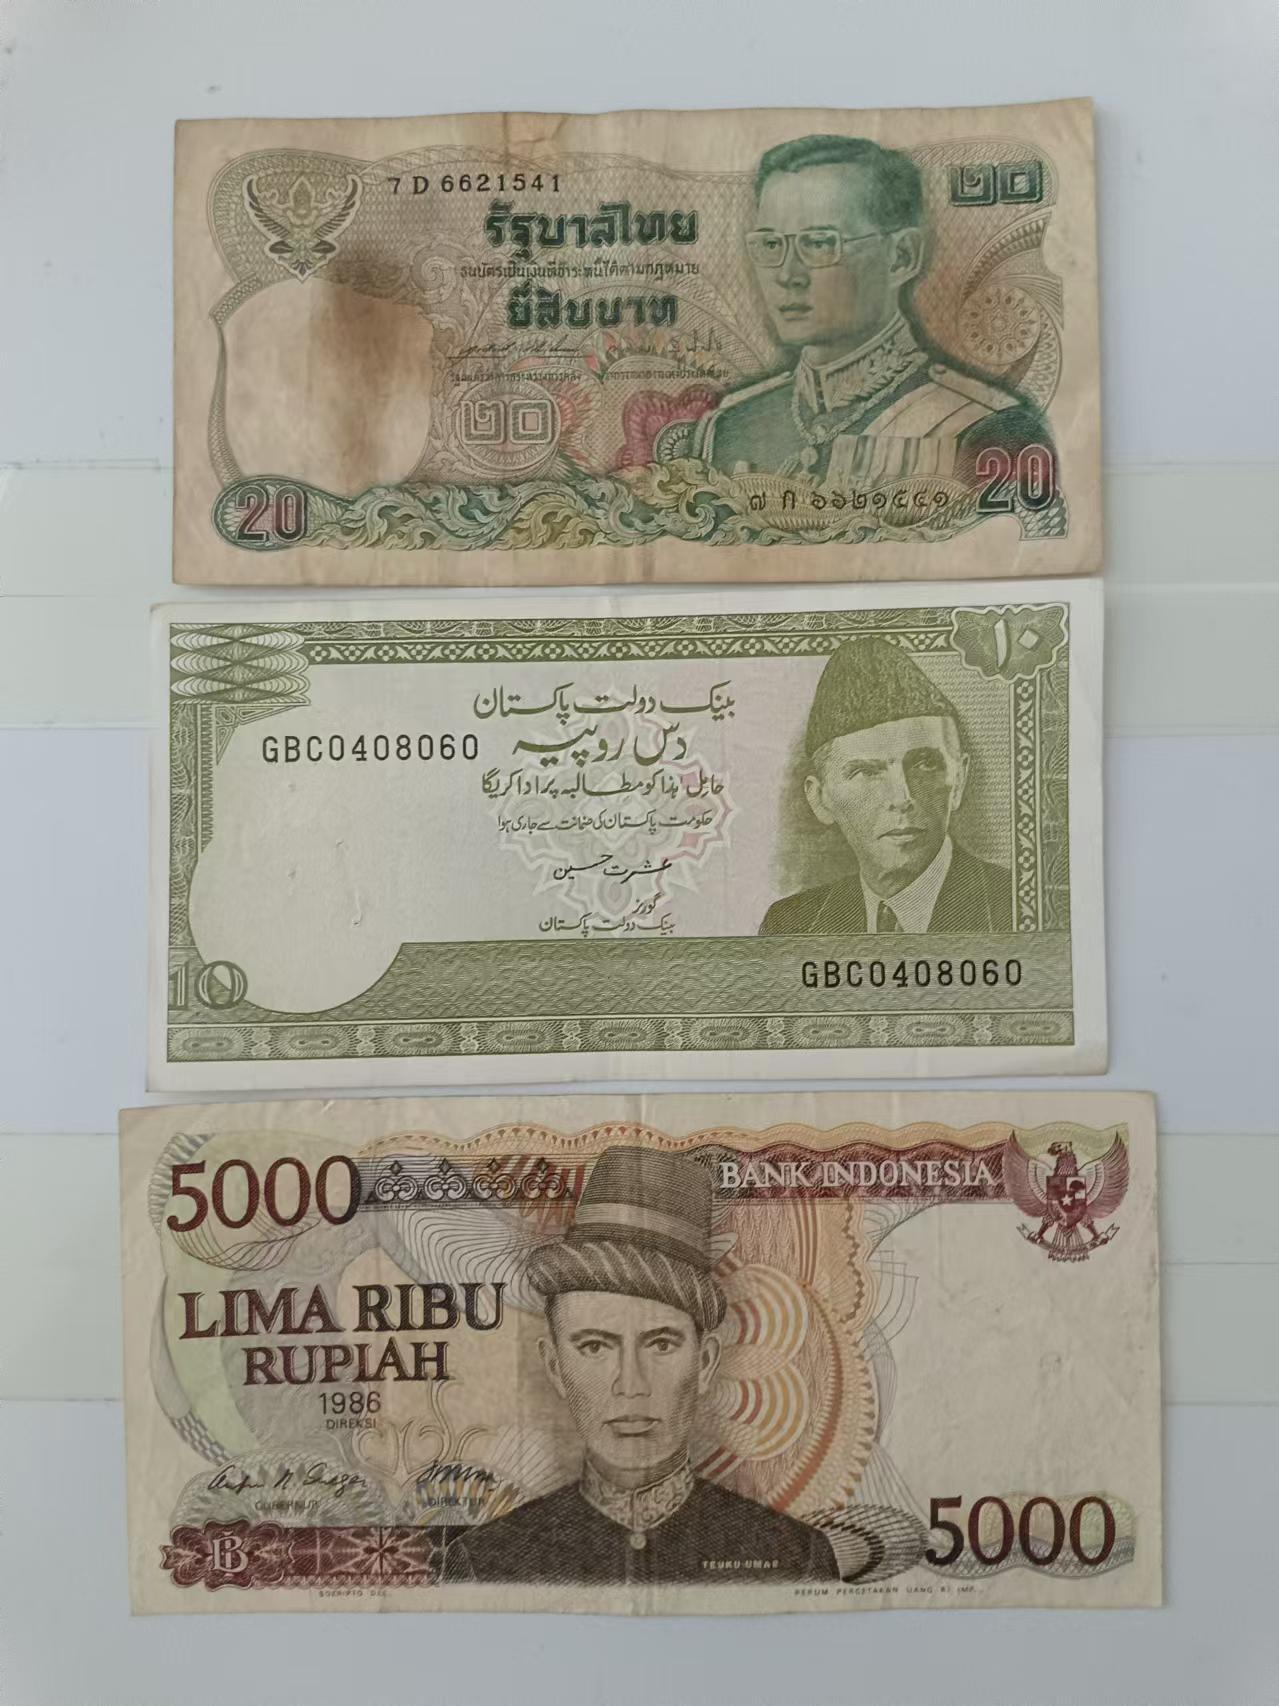 7 D 6621541
๒๐
รัฐบาลไทย
ธนบัตรเป็นเงินที่ชำระหนี้ได้ตามกฎหมาย
ยี่สิบบาท
๒๐
20
๗ ก ๖๖๒๑๕๔๑
20
۱۰
بینک دولت پاکستان
GBC0408060
دس روپیہ
حامل ہٰذا کو مطالبہ پر ادا کریگا
حکومت پاکستان کی ضمانت سے جاری ہوا
عشرت حسین
گورنر
بینک دولت پاکستان
10
GBC0408060
5000
BANK INDONESIA
LIMA RIBU
RUPIAH
1986
DIREKSI
GUBERNUR
DIREKTUR
5000
TEUKU UMAR
PERUM PERCETAKAN UANG RI IMP.